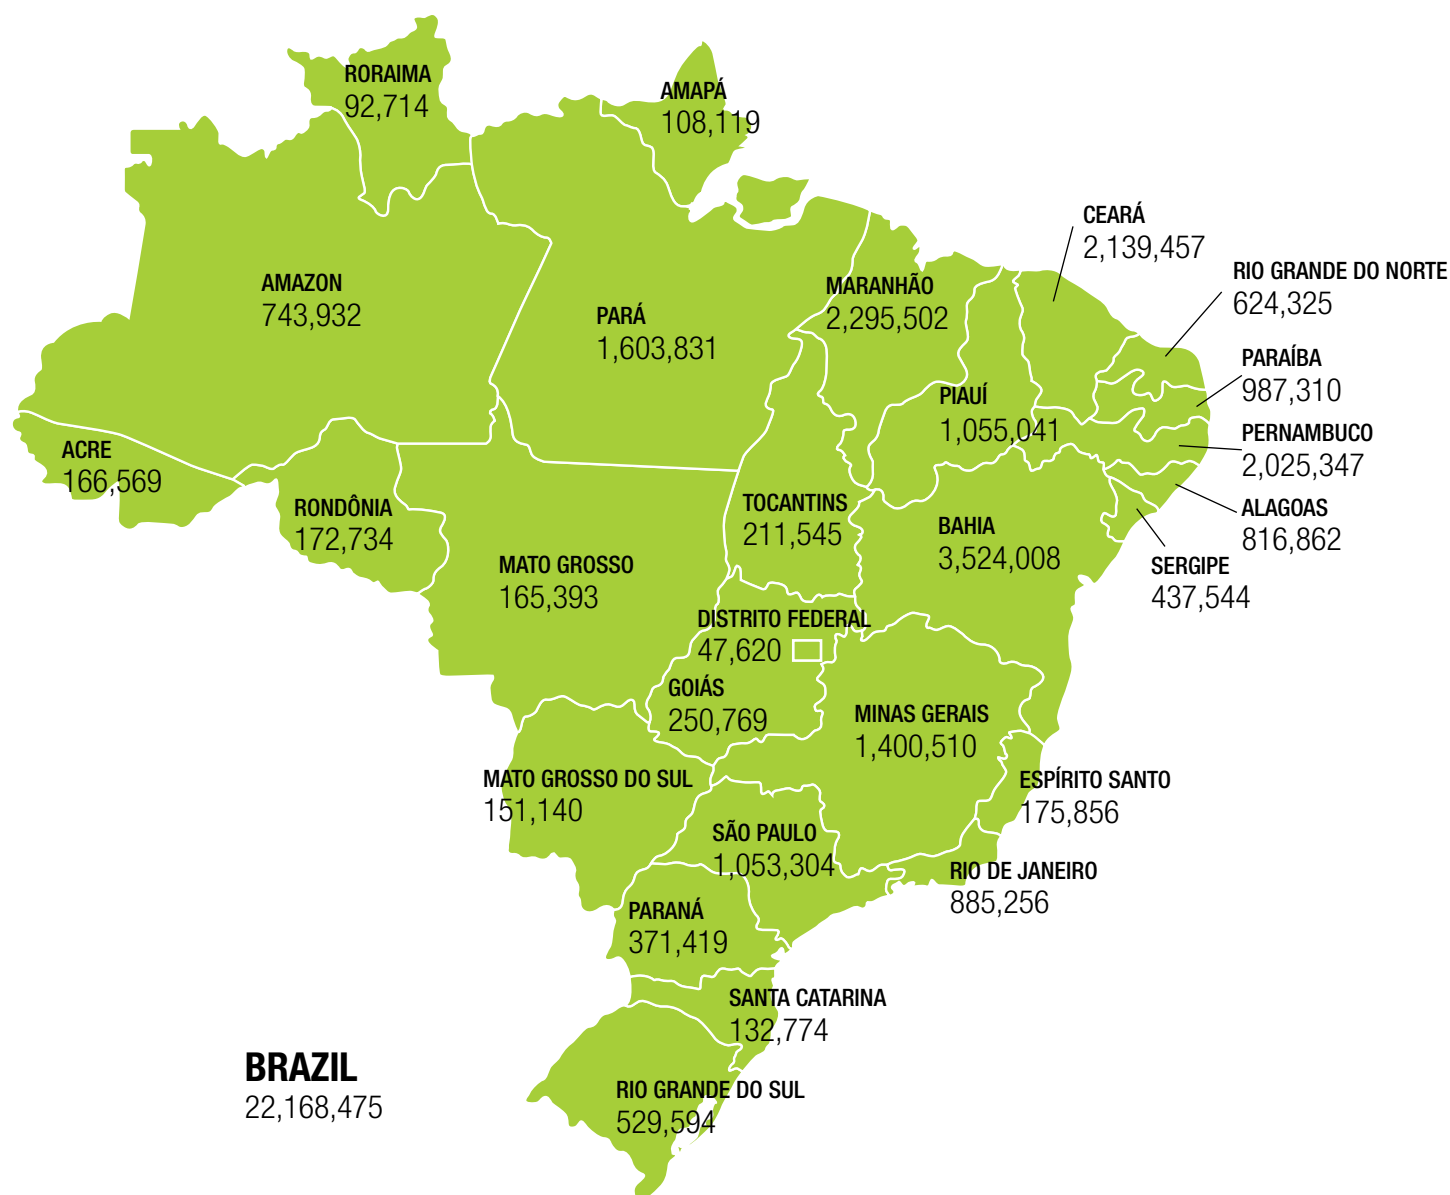 RORAIMA
92,714
AMAPÁ
108,119
CEARÁ
2,139,457
RIO GRANDE DO NORTE
624,325
AMAZON
743,932
MARANHÃO
2,295,502
PARÁ
1,603,831
PARAÍBA
987,310
PIAUÍ
1,055,041
PERNAMBUCO
2,025,347
ACRE
166,569
RONDÔNIA
172,734
TOCANTINS
211,545
BAHIA
3,524,008
ALAGOAS
816,862
SERGIPE
437,544
MATO GROSSO
165,393
DISTRITO FEDERAL
47,620
GOIÁS
250,769
MINAS GERAIS
1,400,510
MATO GROSSO DO SUL
151,140
ESPÍRITO SANTO
175,856
SÃO PAULO
1,053,304
RIO DE JANEIRO
885,256
PARANÁ
371,419
SANTA CATARINA
132,774
BRAZIL
22,168,475
RIO GRANDE DO SUL
529,594